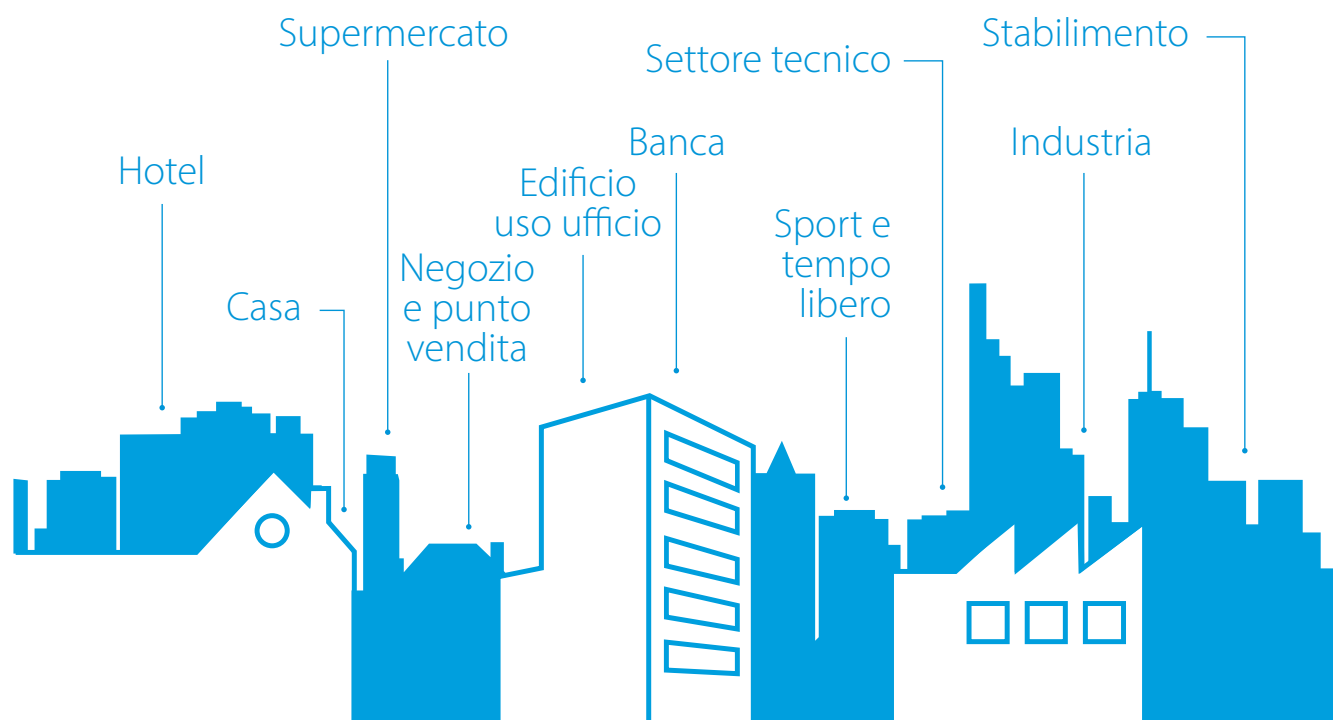 Supermercato
Stabilimento
Settore tecnico
Banca
Industria
Hotel
Edificio
uso ufficio
Sport e
tempo
libero
Negozio
e punto
vendita
Casa